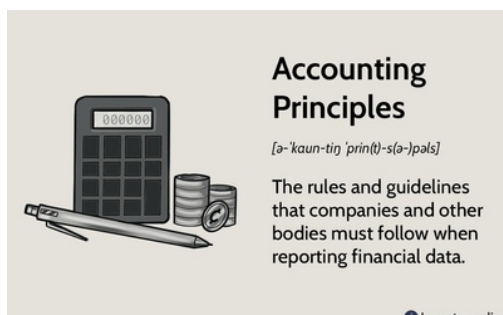 000000
Accounting
Principles
[ə-ˈkaun-tiŋ ˈprin(t)-s(ə-)pəls]
The rules and guidelines
that companies and other
bodies must follow when
reporting financial data.